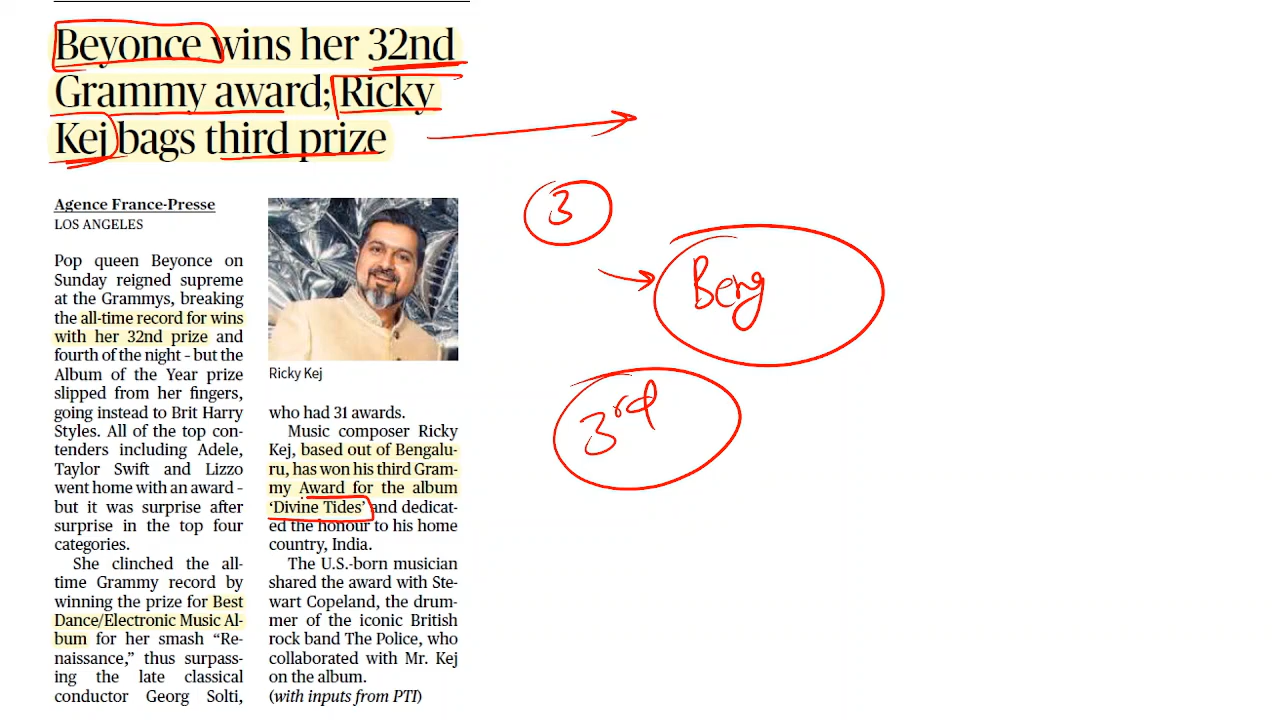 Beyonce wins her 32nd
Grammy award; Ricky
Kej bags third prize
Agence France-Presse
LOS ANGELES
Pop queen Beyonce on
Sunday reigned supreme
at the Grammys, breaking
the all-time record for wins
with her 32nd prize and
fourth of the night – but the
Album of the Year prize
slipped from her fingers,
going instead to Brit Harry
Styles. All of the top con-
tenders including Adele,
Taylor Swift and Lizzo
went home with an award –
but it was surprise after
surprise in the top four
categories.
She clinched the all-
time Grammy record by
winning the prize for Best
Dance/Electronic Music Al-
bum for her smash “Re-
naissance,” thus surpass-
ing the late classical
conductor Georg Solti,
Ricky Kej
who had 31 awards.
Music composer Ricky
Kej, based out of Bengalu-
ru, has won his third Gram-
my Award for the album
‘Divine Tides’ and dedicat-
ed the honour to his home
country, India.
The U.S.-born musician
shared the award with Ste-
wart Copeland, the drum-
mer of the iconic British
rock band The Police, who
collaborated with Mr. Kej
on the album.
(with inputs from PTI)
3
Beng
3rd